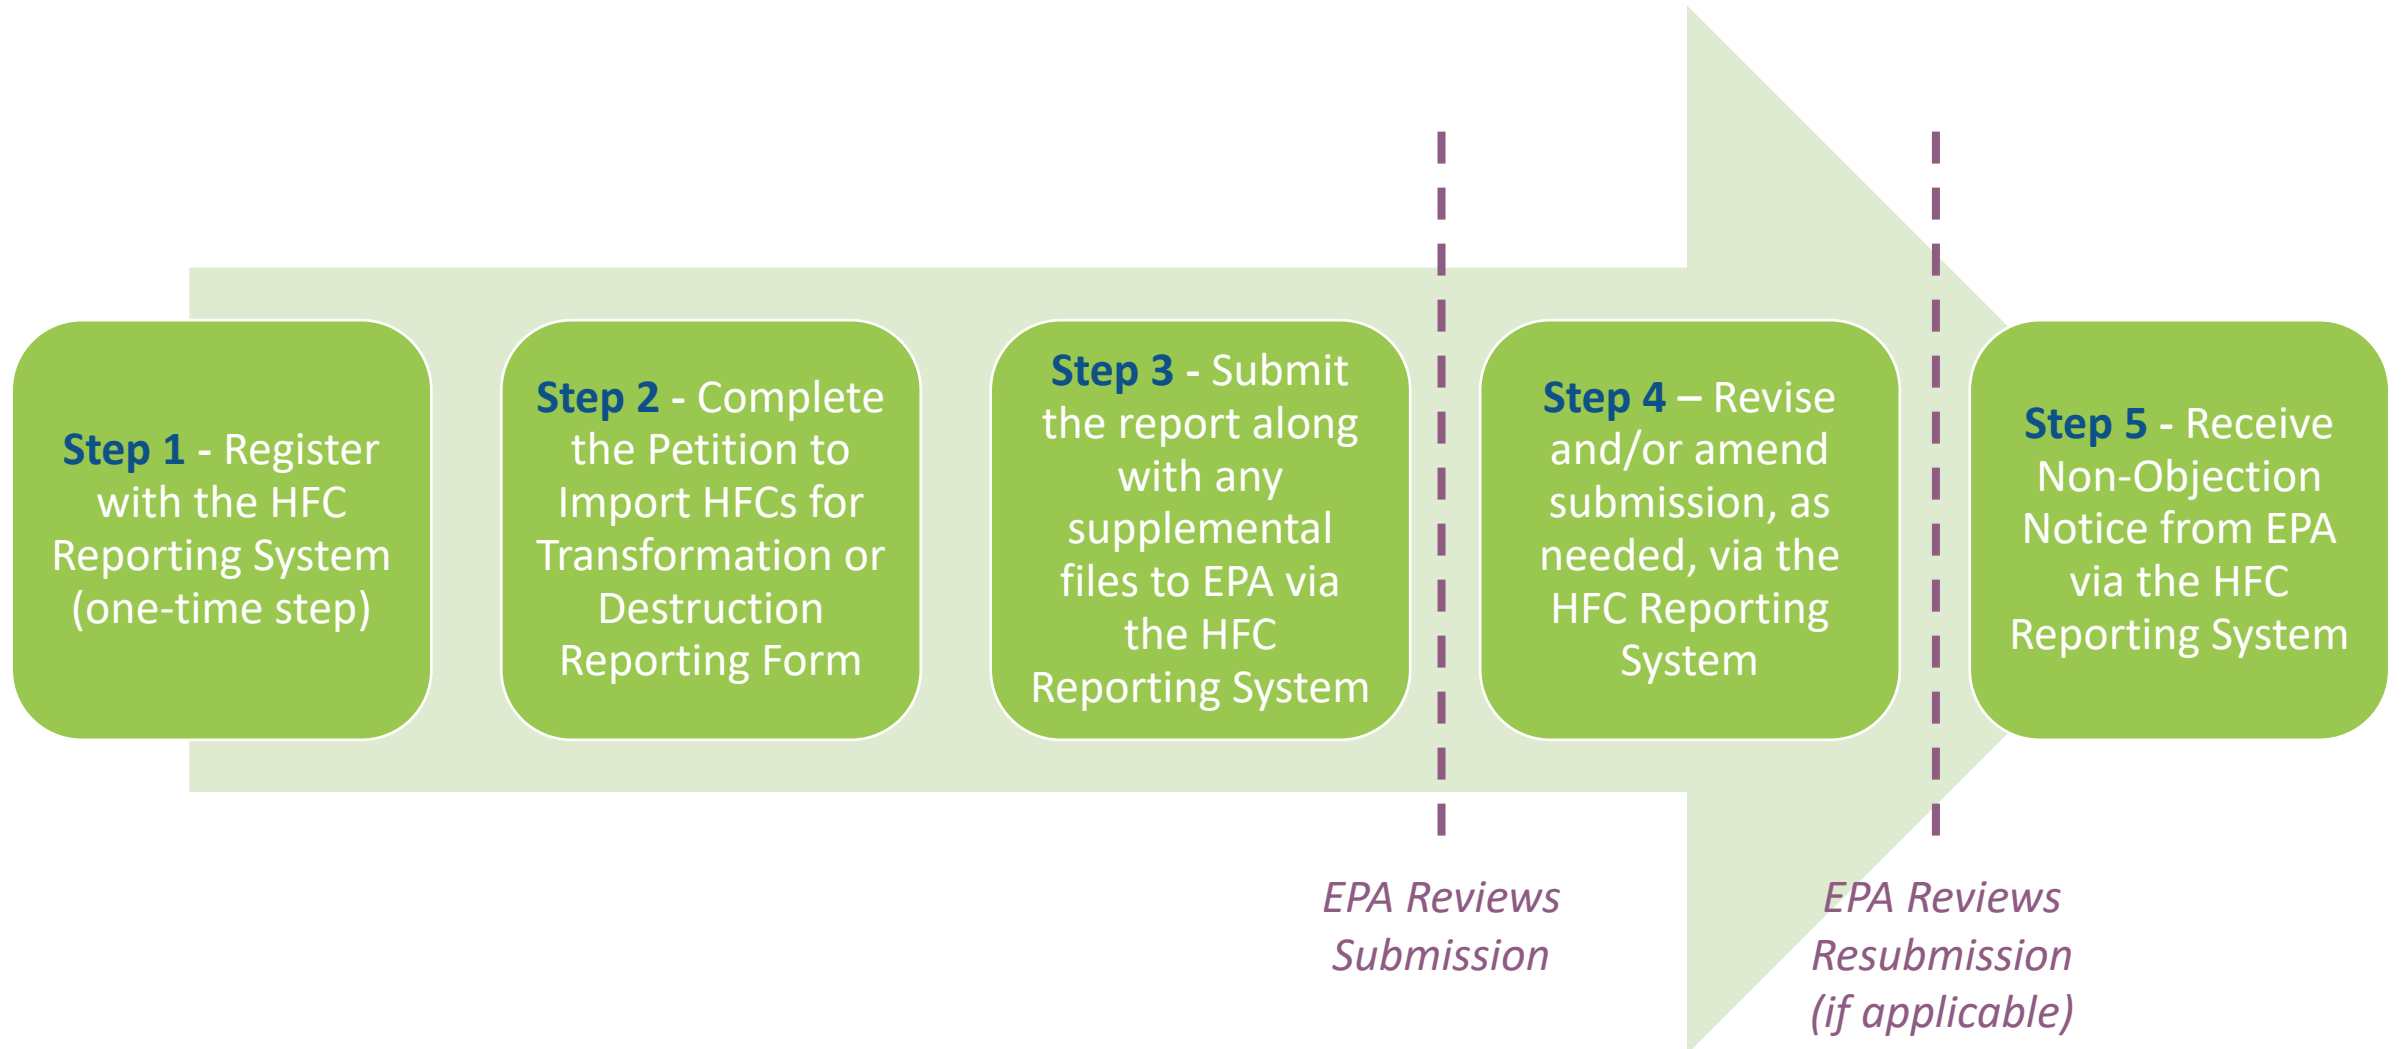 Step 1 - Register
with the HFC
Reporting System
(one-time step)
Step 2 - Complete
the Petition to
Import HFCs for
Transformation or
Destruction
Reporting Form
Step 3 - Submit
the report along
with any
supplemental
files to EPA via
the HFC
Reporting System
Step 4 – Revise
and/or amend
submission, as
needed, via the
HFC Reporting
System
Step 5 - Receive
Non-Objection
Notice from EPA
via the HFC
Reporting System
EPA Reviews
Submission
EPA Reviews
Resubmission
(if applicable)